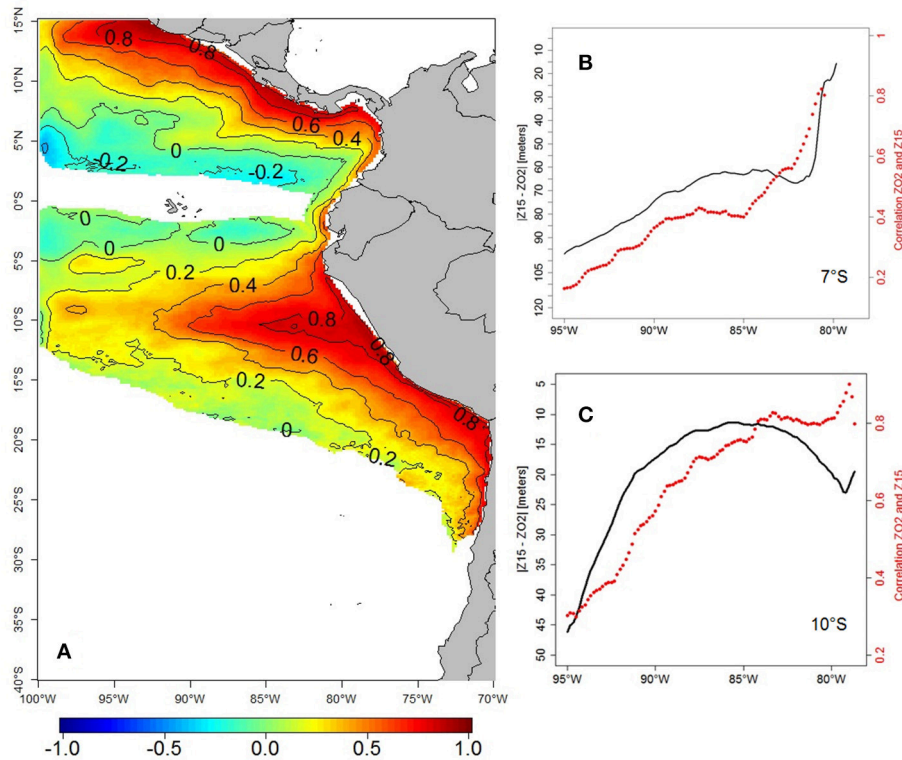 15°N
10°N
5°N
0°S
5°S
10°S
15°S
20°S
25°S
30°S
35°S
40°S
100°W
95°W
90°W
85°W
80°W
75°W
70°W
0.8
0.8
0.6
0.4
0
-0.2
-0.2
0
0
0.2
0.4
0.8
0.6
0.8
0.2
0.8
0
0.2
A
-1.0
-0.5
0.0
0.5
1.0
B
|Z15 - ZO2| [meters]
10
20
30
40
50
60
70
80
90
105
120
95°W
90°W
85°W
80°W
1
0.8
0.6
0.4
0.2
Correlation ZO2 and Z15
7°S
C
|Z15 - ZO2| [meters]
5
10
15
20
25
30
35
40
45
50
95°W
90°W
85°W
80°W
0.8
0.6
0.4
0.2
Correlation ZO2 and Z15
10°S